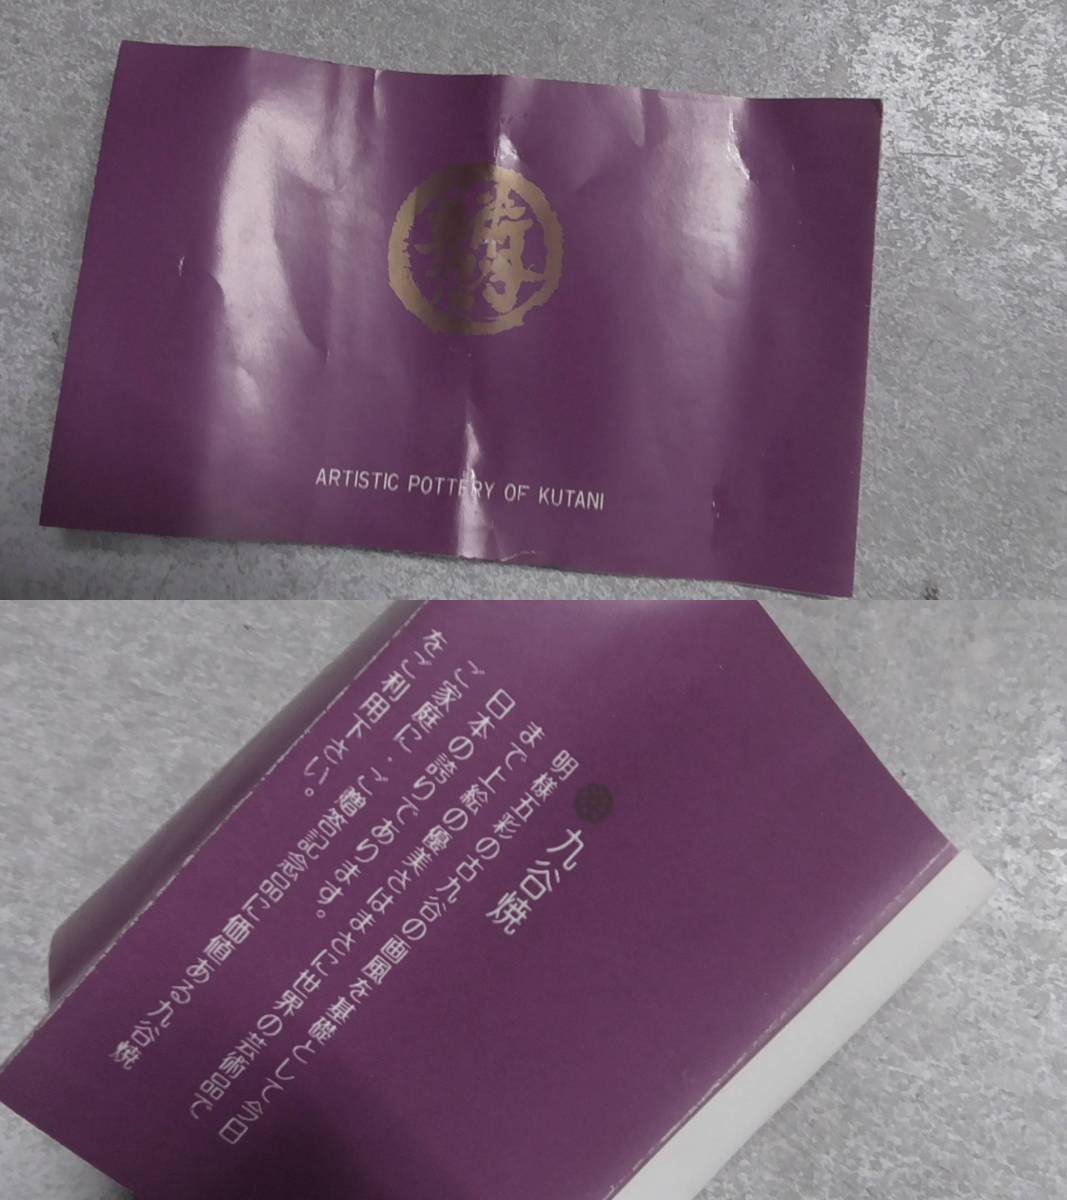 ARTISTIC POTTERY OF KUTANI
九谷焼
明様五彩の古九谷の画風を基礎として今日
まで上絵の優美さはまさに世界の芸術品で
日本の誇りであります。
ご家庭に・ご贈答記念品に価値ある九谷焼
をご利用下さい。